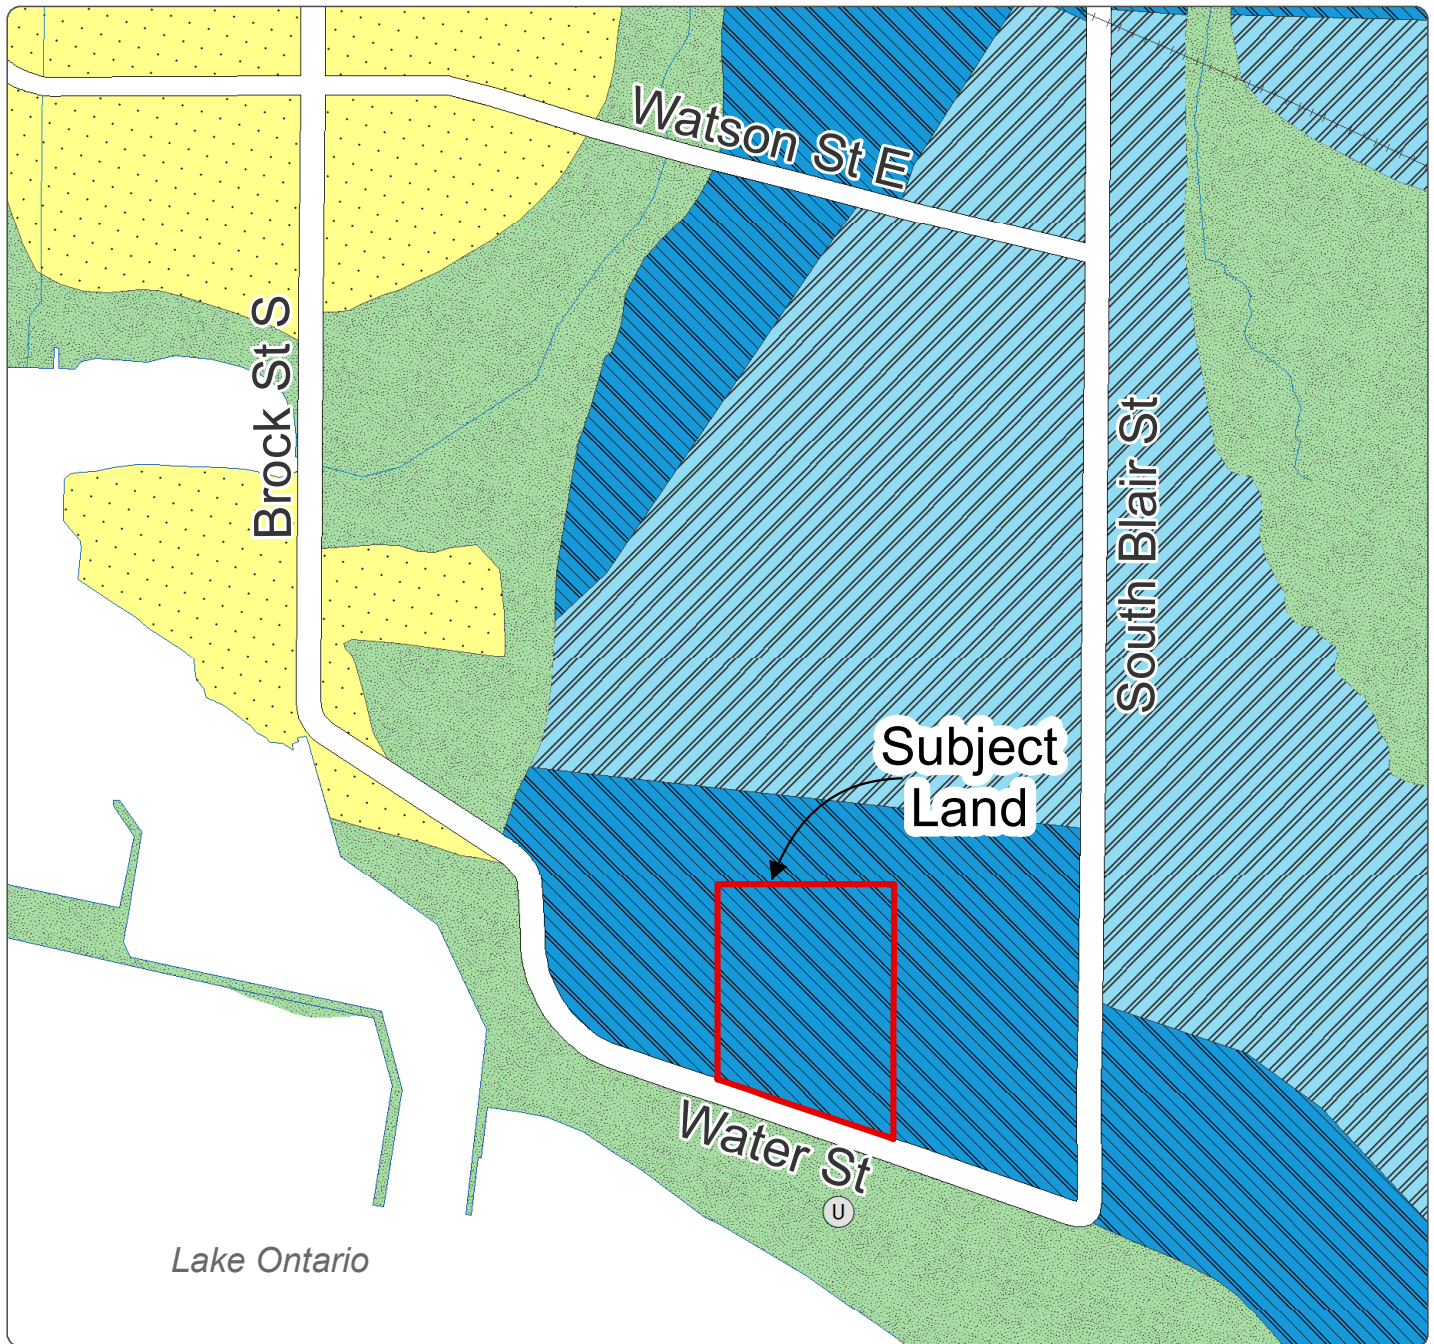 Watson St E
Brock St S
South Blair St
Subject
Land
Water St
U
Lake Ontario